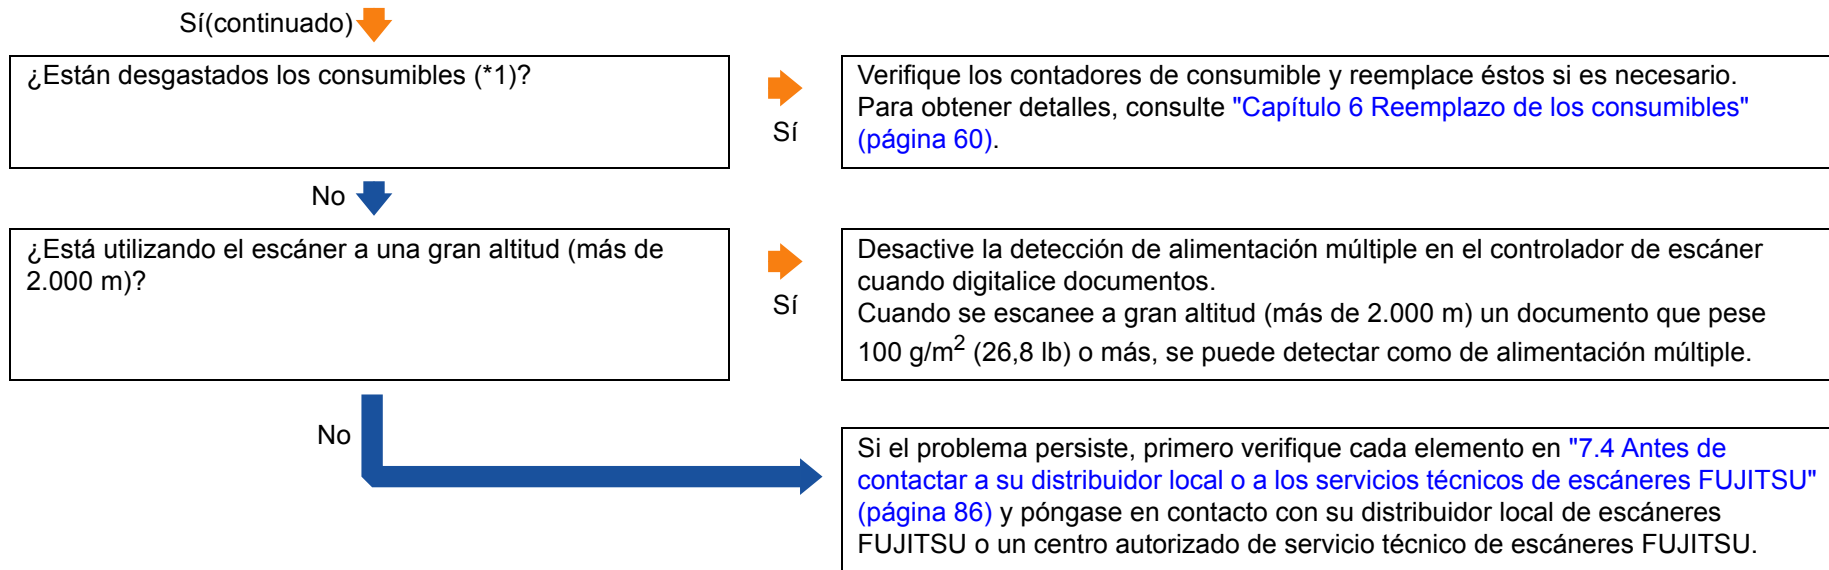 Sí(continuado)
¿Están desgastados los consumibles (*1)?
Sí
Verifique los contadores de consumible y reemplace éstos si es necesario.
Para obtener detalles, consulte "Capítulo 6 Reemplazo de los consumibles"
(página 60).
No
¿Está utilizando el escáner a una gran altitud (más de
2.000 m)?
Sí
Desactive la detección de alimentación múltiple en el controlador de escáner
cuando digitalice documentos.
Cuando se escanee a gran altitud (más de 2.000 m) un documento que pese
100 g/m2 (26,8 lb) o más, se puede detectar como de alimentación múltiple.
No
Si el problema persiste, primero verifique cada elemento en "7.4 Antes de
contactar a su distribuidor local o a los servicios técnicos de escáneres FUJITSU"
(página 86) y póngase en contacto con su distribuidor local de escáneres
FUJITSU o un centro autorizado de servicio técnico de escáneres FUJITSU.